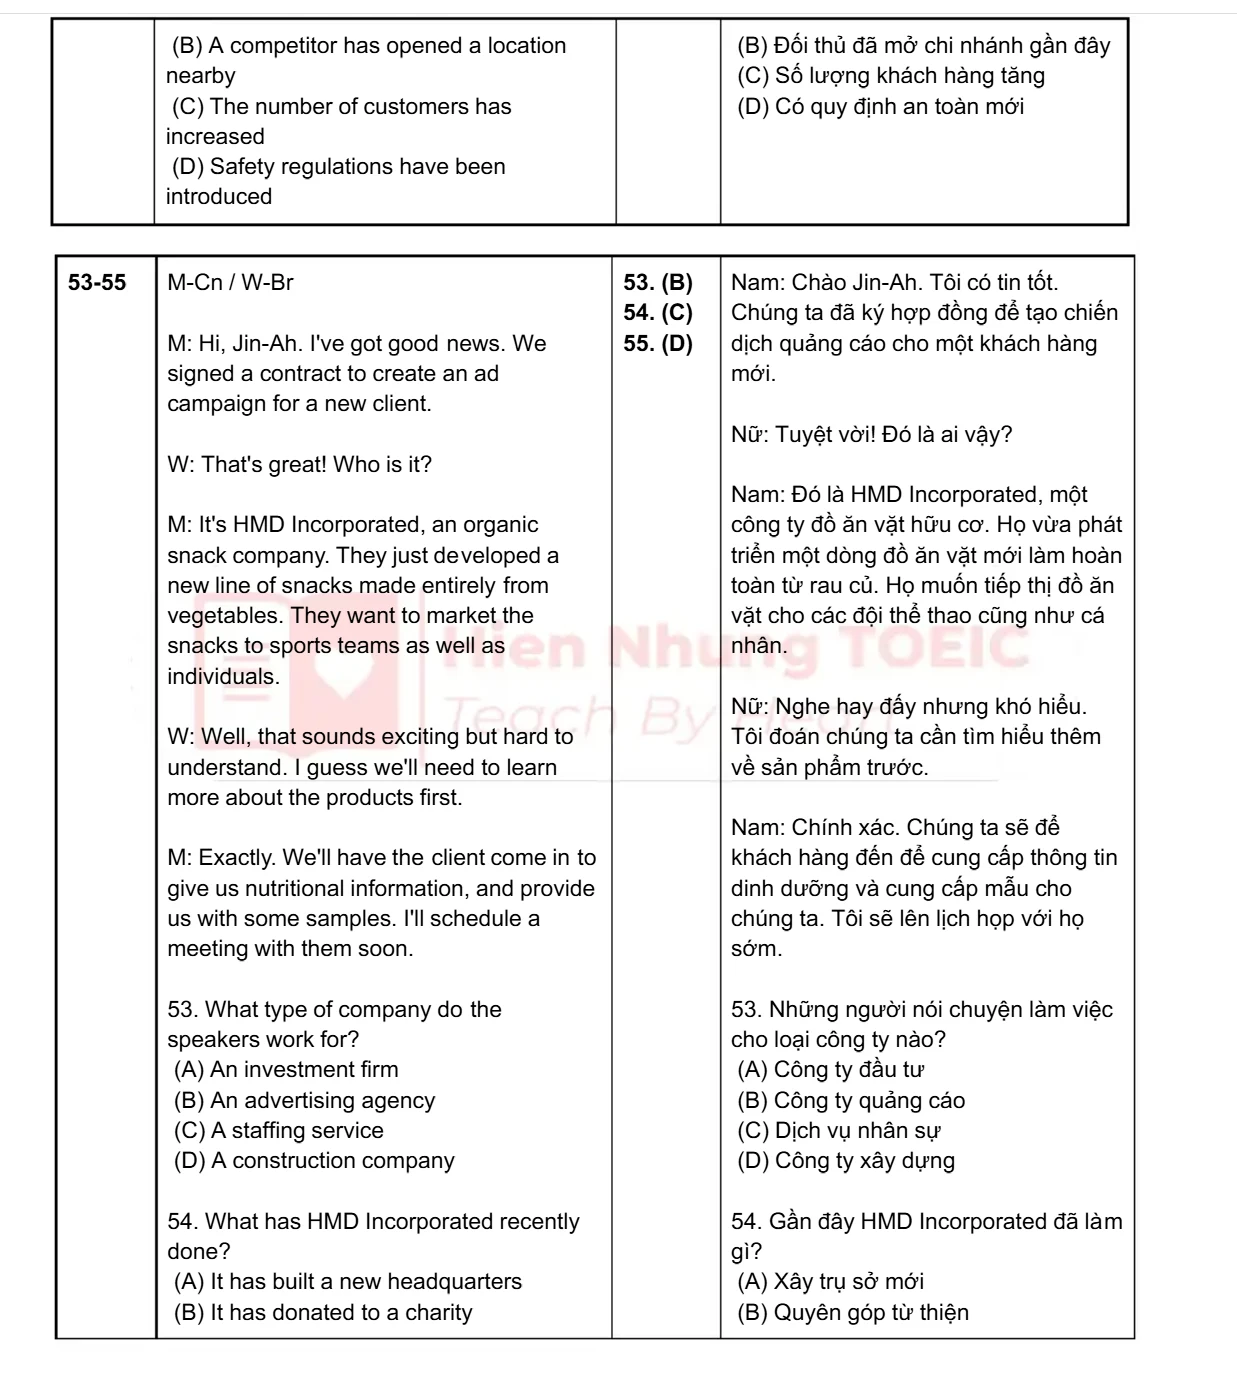 (B) A competitor has opened a location
nearby
(C) The number of customers has
increased
(D) Safety regulations have been
introduced
(B) Đối thủ đã mở chi nhánh gần đây
(C) Số lượng khách hàng tăng
(D) Có quy định an toàn mới
53-55
M-Cn / W-Br
M: Hi, Jin-Ah. I've got good news. We
signed a contract to create an ad
campaign for a new client.
W: That's great! Who is it?
M: It's HMD Incorporated, an organic
snack company. They just developed a
new line of snacks made entirely from
vegetables. They want to market the
snacks to sports teams as well as
individuals.
W: Well, that sounds exciting but hard to
understand. I guess we'll need to learn
more about the products first.
M: Exactly. We'll have the client come in to
give us nutritional information, and provide
us with some samples. I'll schedule a
meeting with them soon.
53. What type of company do the
speakers work for?
(A) An investment firm
(B) An advertising agency
(C) A staffing service
(D) A construction company
54. What has HMD Incorporated recently
done?
(A) It has built a new headquarters
(B) It has donated to a charity
53. (B)
54. (C)
55. (D)
Nam: Chào Jin-Ah. Tôi có tin tốt.
Chúng ta đã ký hợp đồng để tạo chiến
dịch quảng cáo cho một khách hàng
mới.
Nữ: Tuyệt vời! Đó là ai vậy?
Nam: Đó là HMD Incorporated, một
công ty đồ ăn vặt hữu cơ. Họ vừa phát
triển một dòng đồ ăn vặt mới làm hoàn
toàn từ rau củ. Họ muốn tiếp thị đồ ăn
vặt cho các đội thể thao cũng như cá
nhân.
Nữ: Nghe hay đấy nhưng khó hiểu.
Tôi đoán chúng ta cần tìm hiểu thêm
về sản phẩm trước.
Nam: Chính xác. Chúng ta sẽ để
khách hàng đến để cung cấp thông tin
dinh dưỡng và cung cấp mẫu cho
chúng ta. Tôi sẽ lên lịch họp với họ
sớm.
53. Những người nói chuyện làm việc
cho loại công ty nào?
(A) Công ty đầu tư
(B) Công ty quảng cáo
(C) Dịch vụ nhân sự
(D) Công ty xây dựng
54. Gần đây HMD Incorporated đã làm
gì?
(A) Xây trụ sở mới
(B) Quyên góp từ thiện
Hien Nhung TOEIC
Teach By Heart